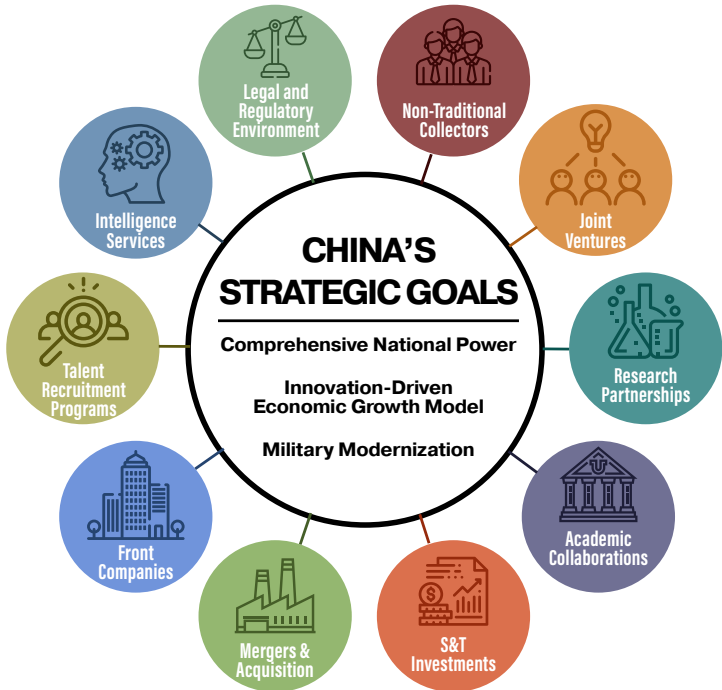 CHINA'S
STRATEGIC GOALS
Comprehensive National Power
Innovation-Driven
Economic Growth Model
Military Modernization
Legal and
Regulatory
Environment
Non-Traditional
Collectors
Joint
Ventures
Research
Partnerships
Academic
Collaborations
S&T
Investments
Mergers &
Acquisition
Front
Companies
Talent
Recruitment
Programs
Intelligence
Services